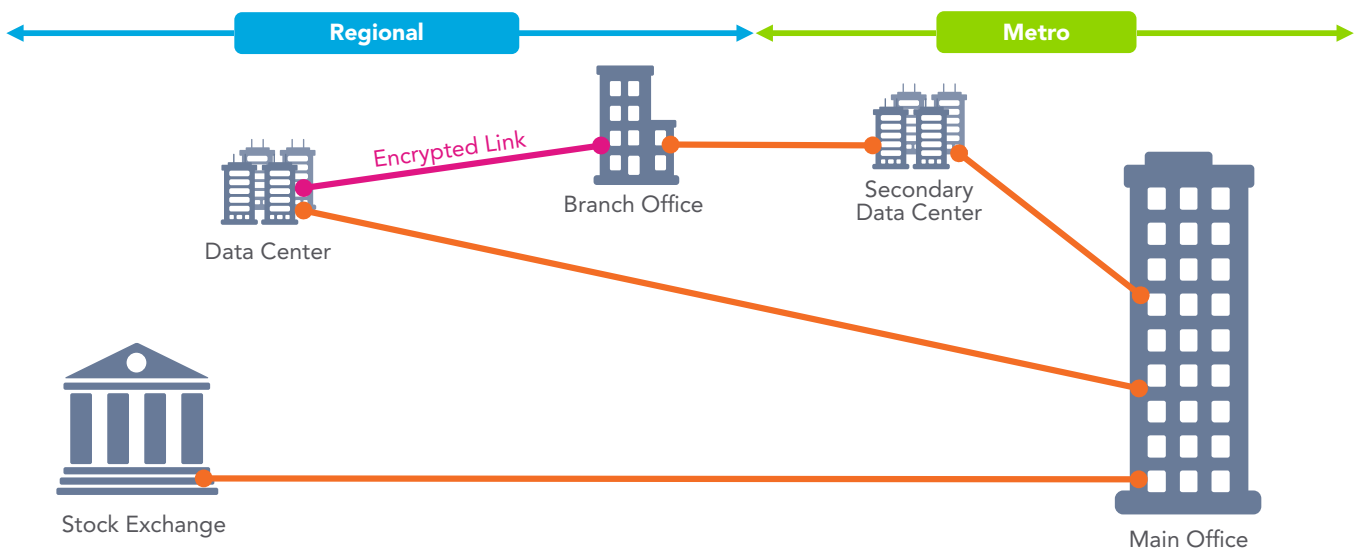 Regional
Metro
Encrypted Link
Branch Office
Secondary
Data Center
Data Center
Stock Exchange
Main Office